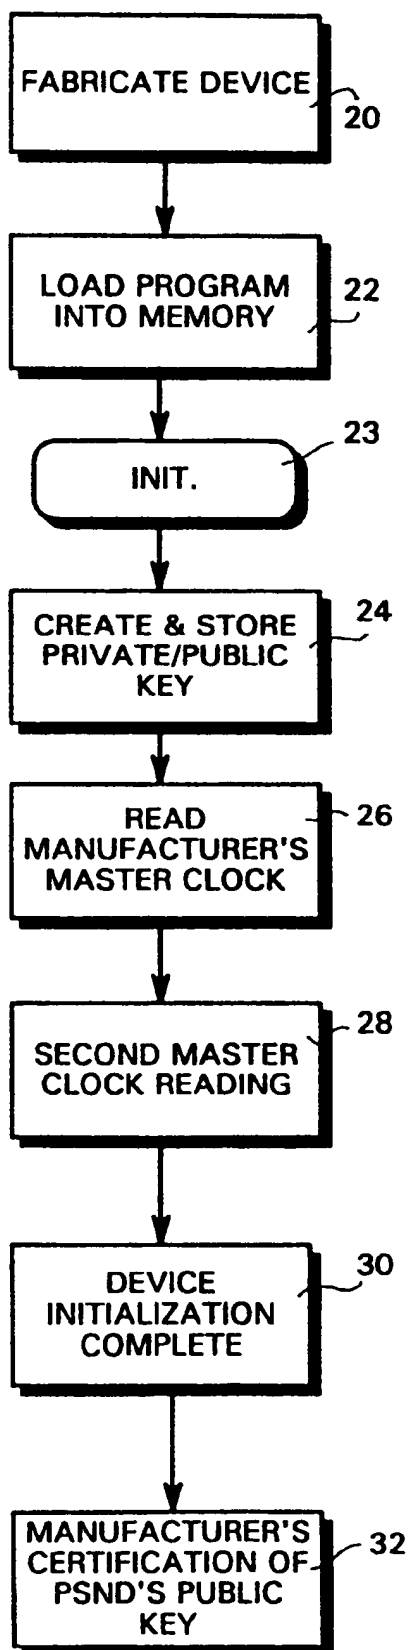 FABRICATE DEVICE
20
LOAD PROGRAM
INTO MEMORY
22
23
INIT.
24
CREATE & STORE
PRIVATE/PUBLIC
KEY
26
READ
MANUFACTURER'S
MASTER CLOCK
28
SECOND MASTER
CLOCK READING
30
DEVICE
INITIALIZATION
COMPLETE
MANUFACTURER'S
CERTIFICATION OF
PSND'S PUBLIC
KEY
32